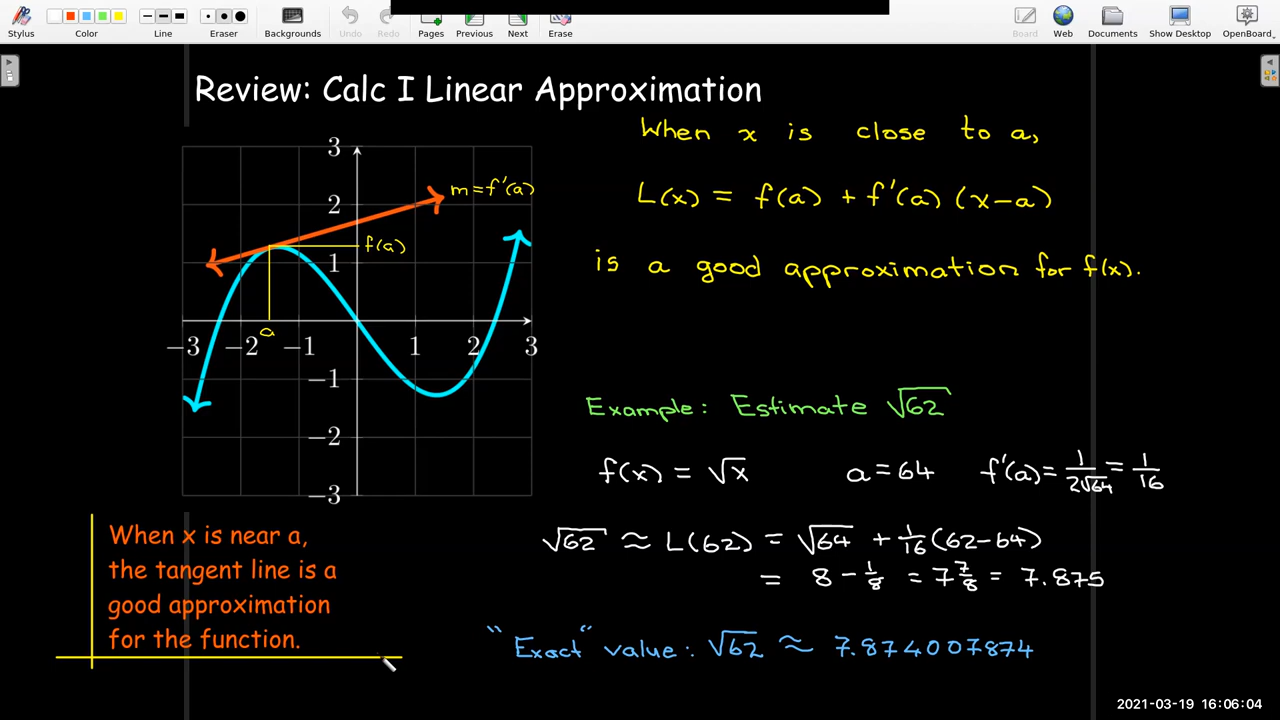 Stylus Color Line Eraser Backgrounds Undo Redo Pages Previous Next Erase Board Web Documents Show Desktop OpenBoard
Review: Calc I Linear Approximation
When x is close to a,
L(x) = f(a) + f'(a) (x-a)
is a good approximation for f(x).
3
2
1
−1
−2
−3
−3 −2 −1 1 2 3
m=f'(a)
f(a)
a
Example: Estimate √62
f(x) = √x a=64 f'(a)= 1/(2√64) = 1/16
√62 ≈ L(62) = √64 + 1/16 (62-64)
= 8 - 1/8 = 7 7/8 = 7.875
"Exact" value: √62 ≈ 7.874007874
When x is near a,
the tangent line is a
good approximation
for the function.
2021-03-19 16:06:04